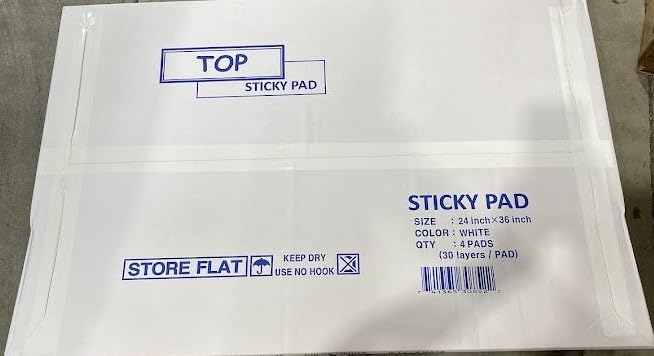 TOP
STICKY PAD
STICKY PAD
SIZE : 24 inch×36 inch
COLOR : WHITE
QTY : 4 PADS
(30 layers / PAD)
STORE FLAT
KEEP DRY
USE NO HOOK